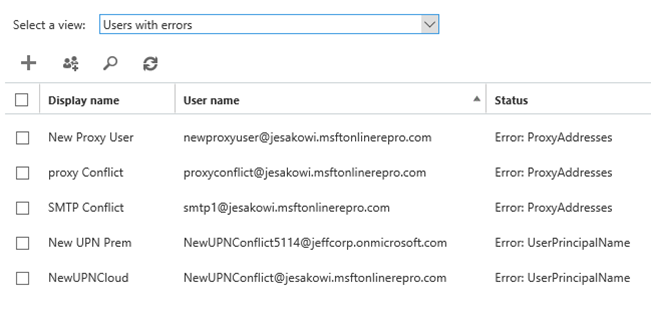 Select a view: Users with errors
Display name User name Status
New Proxy User newproxyuser@jesakowi.msftonlinerepro.com Error: ProxyAddresses
proxy Conflict proxyconflict@jesakowi.msftonlinerepro.com Error: ProxyAddresses
SMTP Conflict smtp1@jesakowi.msftonlinerepro.com Error: ProxyAddresses
New UPN Prem NewUPNConflict5114@jeffcorp.onmicrosoft.com Error: UserPrincipalName
NewUPNCloud NewUPNConflict@jesakowi.msftonlinerepro.com Error: UserPrincipalName